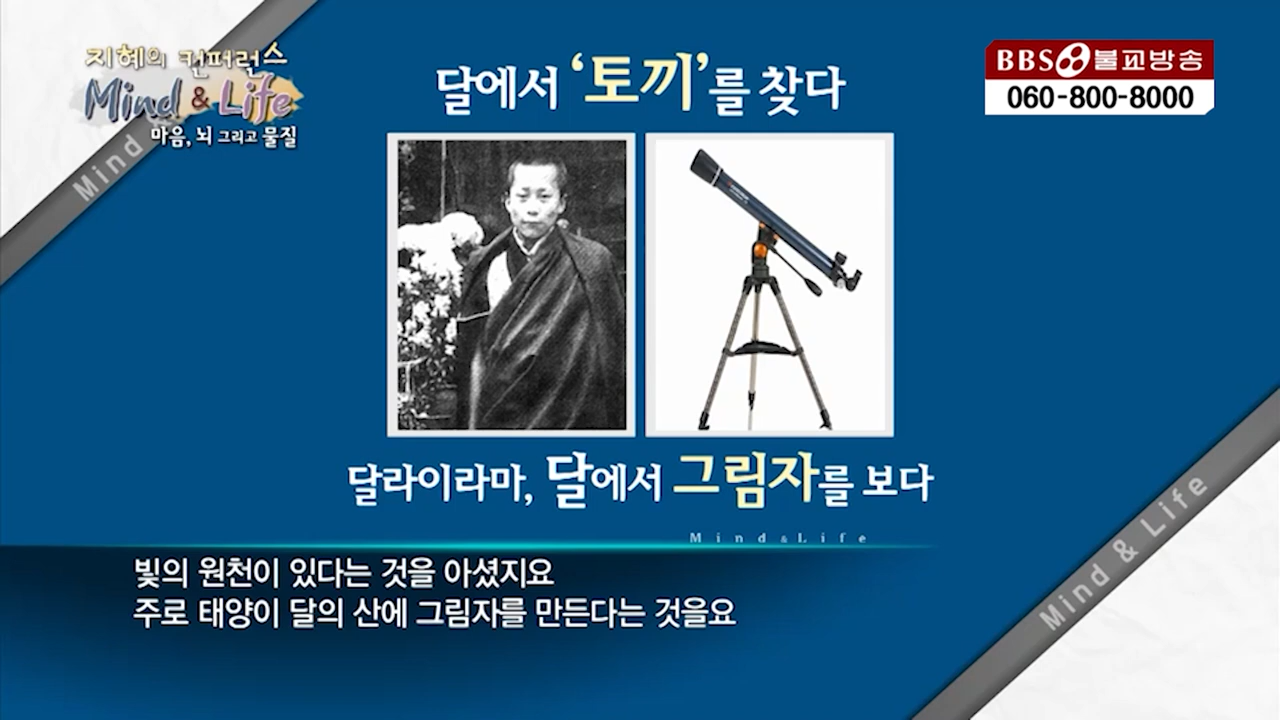 지혜의 컨퍼런스
Mind & Life
마음, 뇌 그리고 물질
BBS 불교방송
060-800-8000
달에서 '토끼'를 찾다
달라이라마, 달에서 그림자를 보다
Mind & Life
빛의 원천이 있다는 것을 아셨지요
주로 태양이 달의 산에 그림자를 만든다는 것을요
Mind & Life